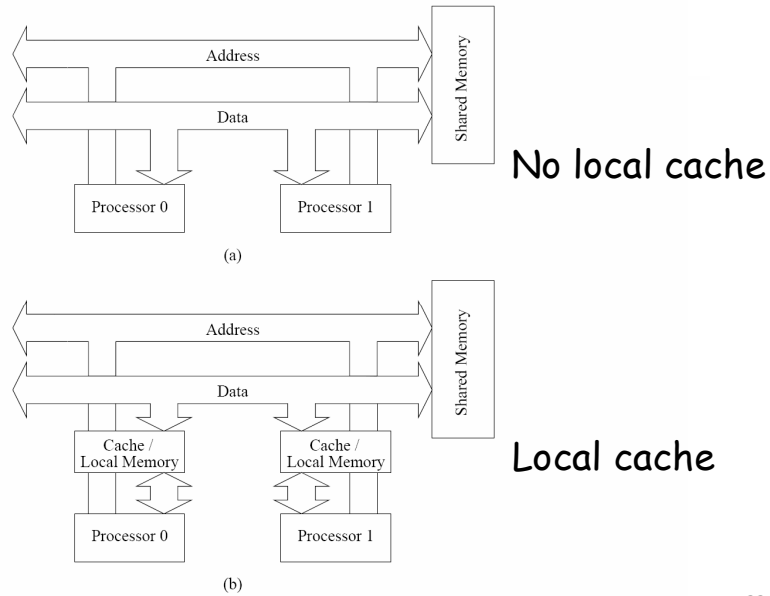 Address
Data
Shared Memory
No local cache
Processor 0
Processor 1
(a)
Address
Data
Shared Memory
Cache /
Local Memory
Cache /
Local Memory
Local cache
Processor 0
Processor 1
(b)